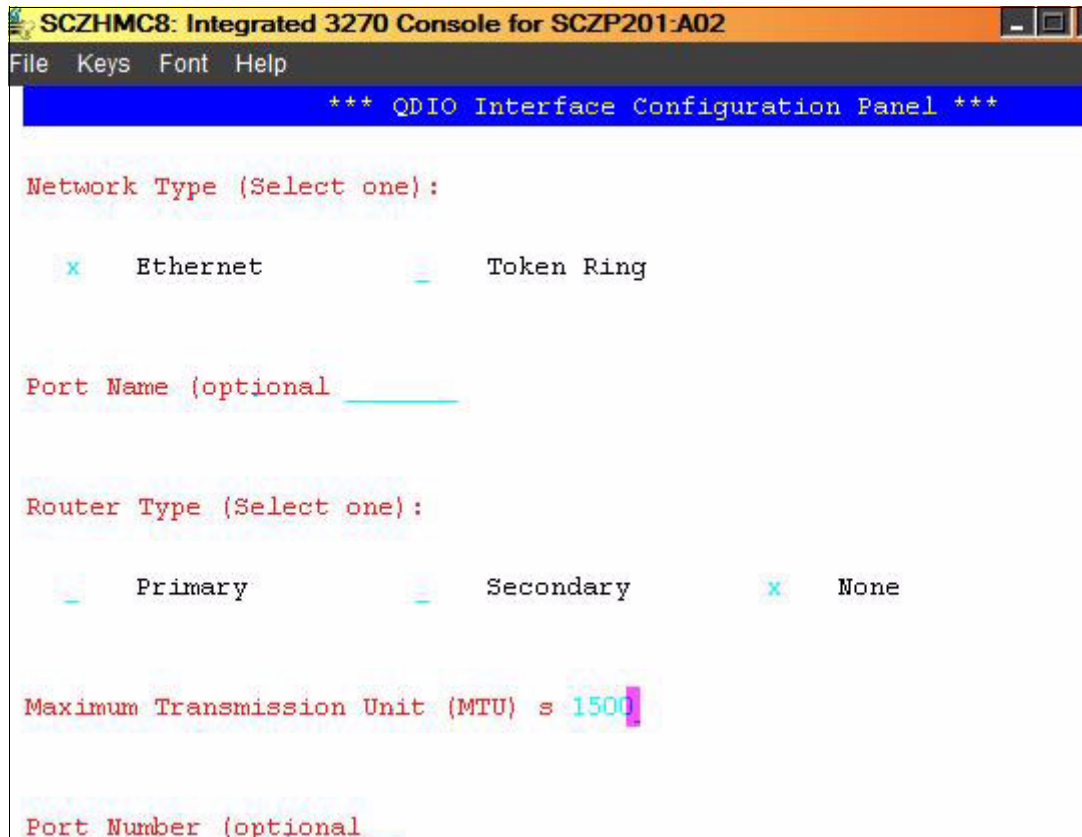 SCZHMC8: Integrated 3270 Console for SCZP201:A02
File Keys Font Help
*** QDIO Interface Configuration Panel ***
Network Type (Select one):
x Ethernet _ Token Ring
Port Name (optional _______
Router Type (Select one):
_ Primary _ Secondary x None
Maximum Transmission Unit (MTU) s 1500
Port Number (optional __